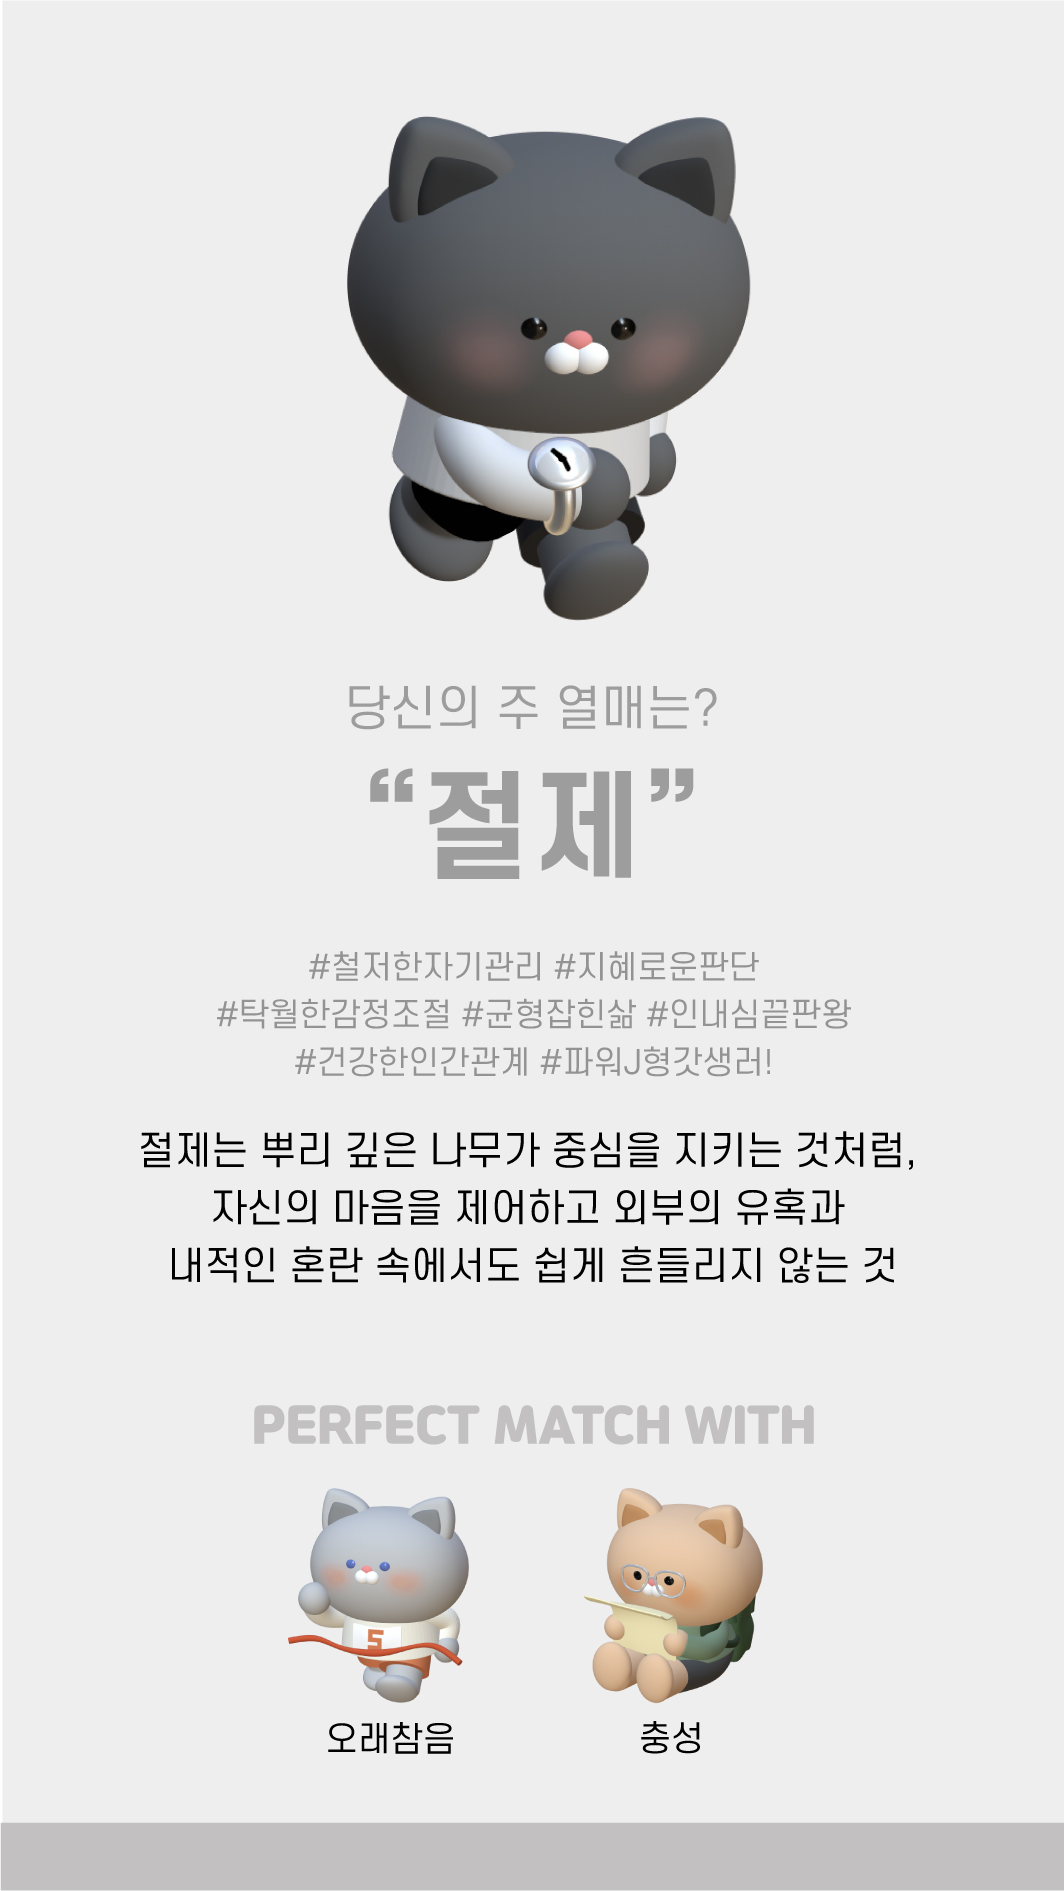 당신의 주 열매는?
“절제”
#철저한자기관리 #지혜로운판단
#탁월한감정조절 #균형잡힌삶 #인내심끝판왕
#건강한인간관계 #파워J형갓생러!
절제는 뿌리 깊은 나무가 중심을 지키는 것처럼,
자신의 마음을 제어하고 외부의 유혹과
내적인 혼란 속에서도 쉽게 흔들리지 않는 것
PERFECT MATCH WITH
5
오래참음 충성